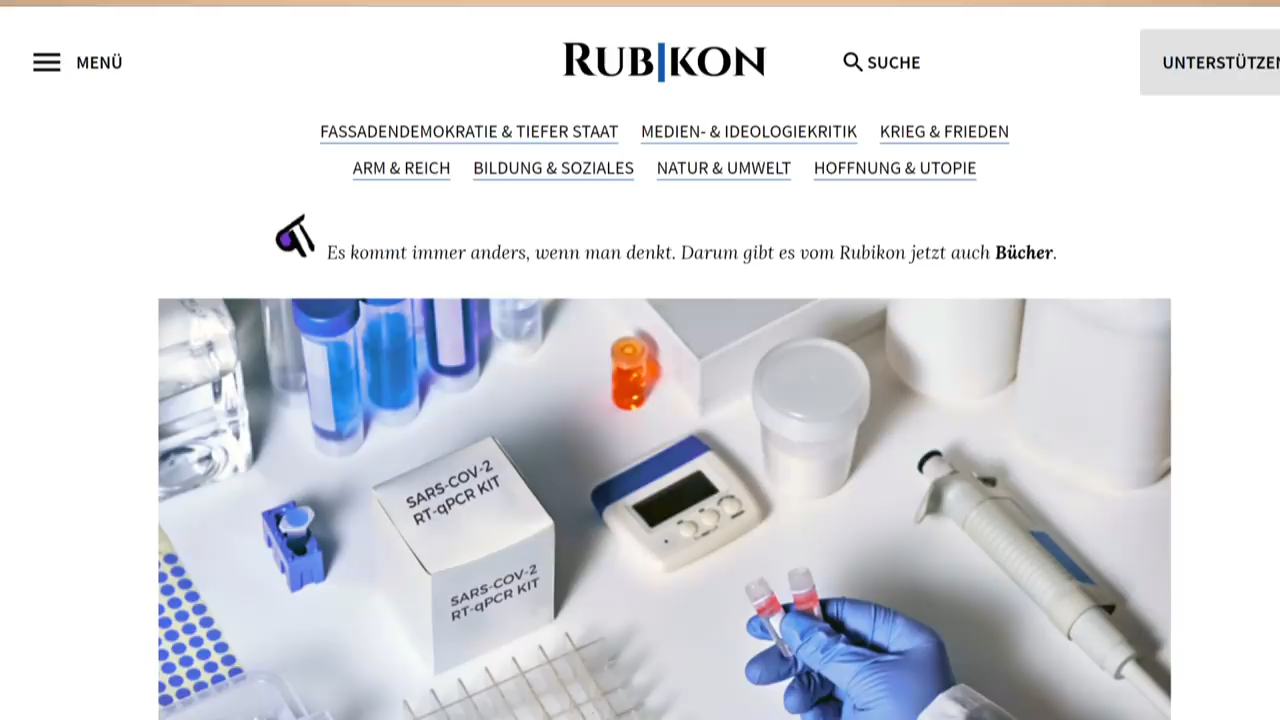 MENÜ
RUBIKON
SUCHE
UNTERSTÜTZEN
FASSADENDEMOKRATIE & TIEFER STAAT MEDIEN- & IDEOLOGIEKRITIK KRIEG & FRIEDEN
ARM & REICH BILDUNG & SOZIALES NATUR & UMWELT HOFFNUNG & UTOPIE
Es kommt immer anders, wenn man denkt. Darum gibt es vom Rubikon jetzt auch Bücher.
SARS-COV-2
RT-qPCR KIT
SARS-COV-2
RT-qPCR KIT